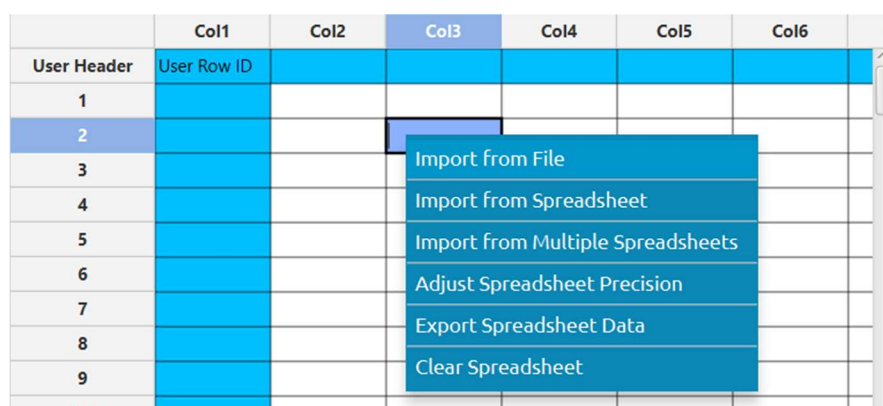 Col1 Col2 Col3 Col4 Col5 Col6
User Header User Row ID
1
2
3
Import from File
4
Import from Spreadsheet
5
Import from Multiple Spreadsheets
6
Adjust Spreadsheet Precision
7
Export Spreadsheet Data
8
Clear Spreadsheet
9